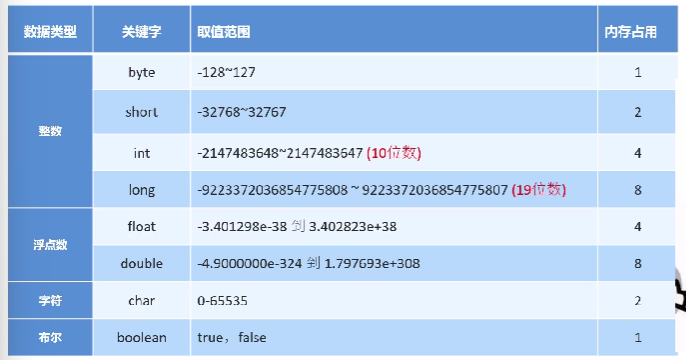 数据类型 关键字 取值范围 内存占用
整数 byte -128~127 1
short -32768~32767 2
int -2147483648~2147483647 (10位数) 4
long -9223372036854775808 ~ 9223372036854775807 (19位数) 8
浮点数 float -3.401298e-38 到 3.402823e+38 4
double -4.9000000e-324 到 1.797693e+308 8
字符 char 0-65535 2
布尔 boolean true，false 1